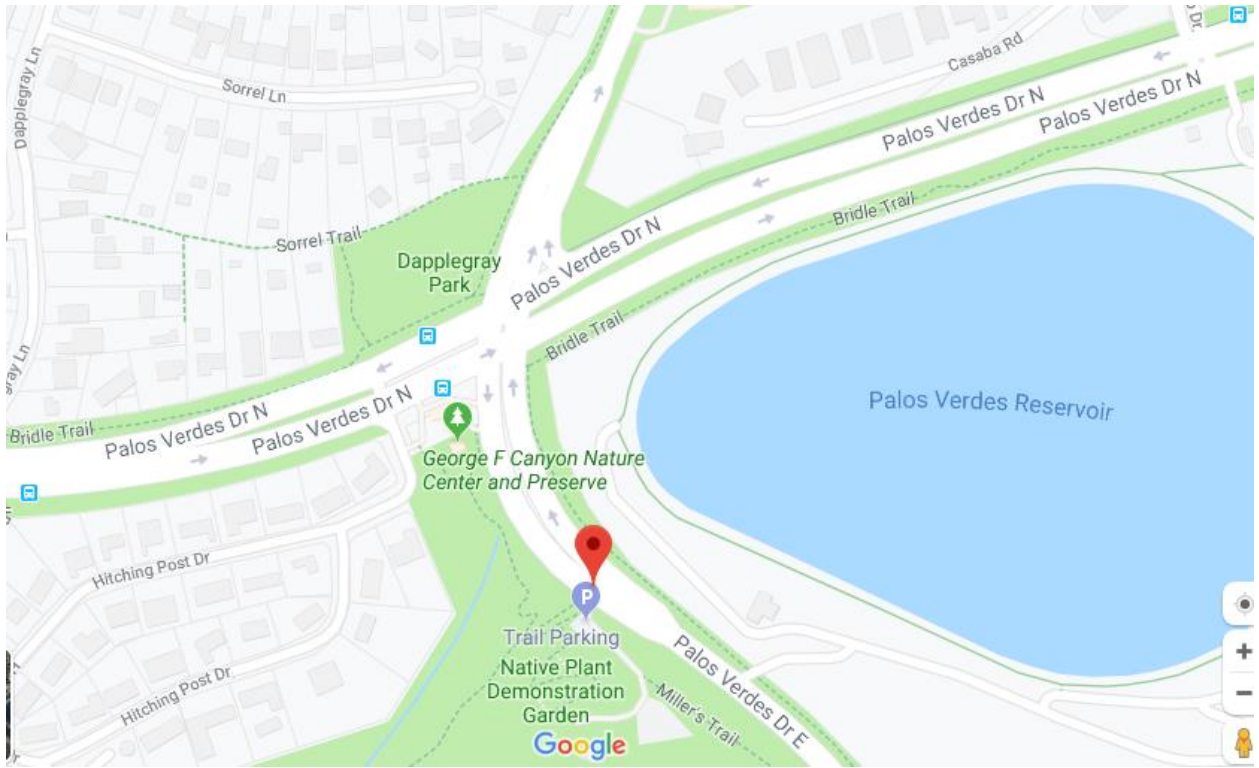 Dapplegray Ln
Sorrel Ln
Casaba Rd
Dr.
Palos Verdes Dr N
Palos Verdes Dr N
Sorrel Trail
Bridle Trail
Dapplegray
Park
Palos Verdes Dr N
Bridle Trail
gray Ln
Palos Verdes Reservoir
Bridle Trail
Palos Verdes Dr N
Palos Verdes Dr N
George F Canyon Nature
Center and Preserve
Hitching Post Dr
P
Trail Parking
Native Plant
Demonstration
Garden
Palos Verdes Dr E
Miller's Trail
Hitching Post Dr
Google
+
−